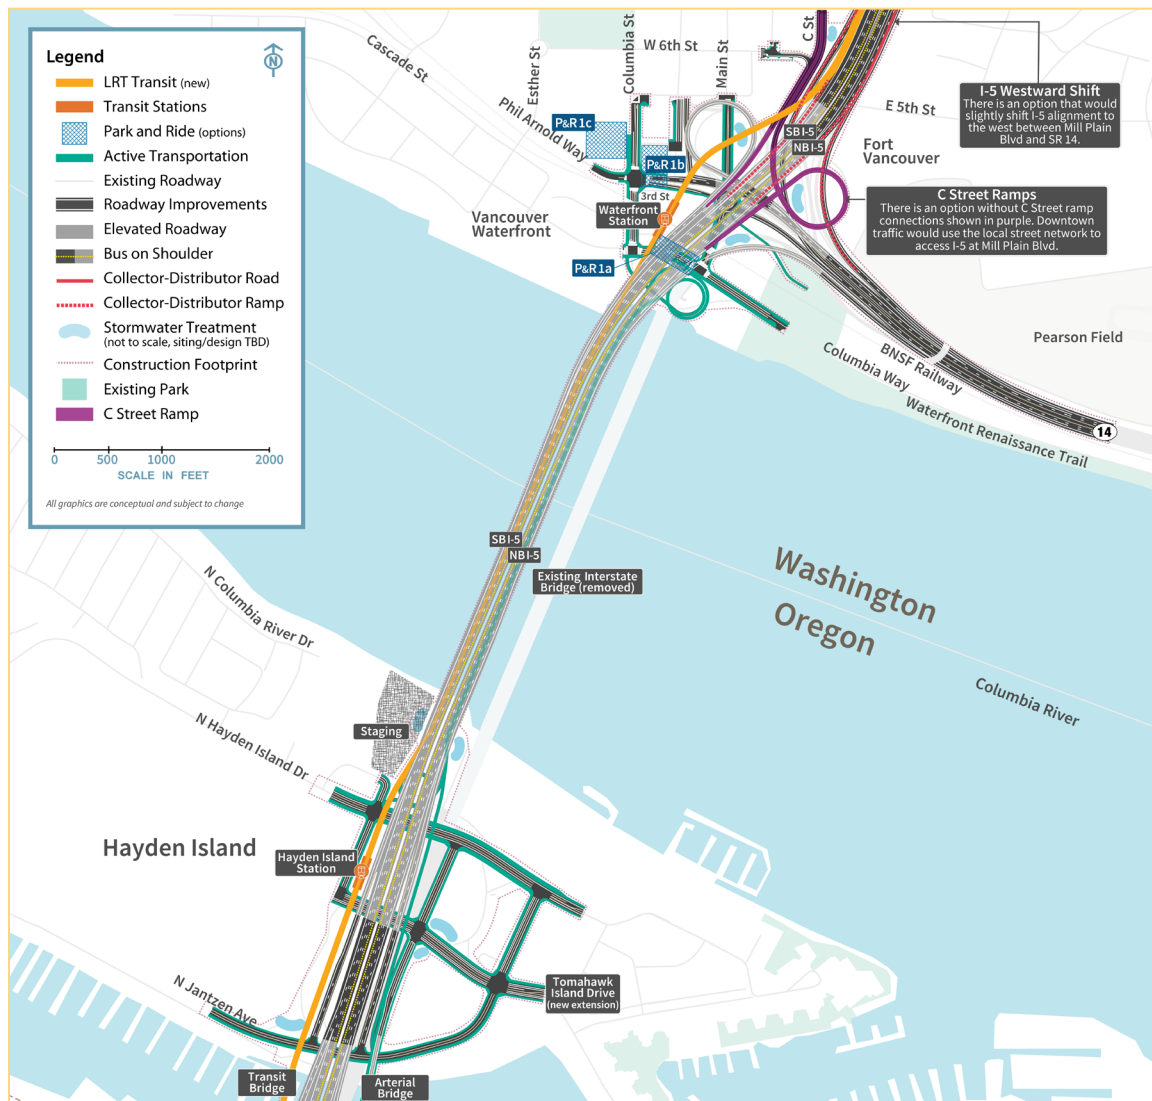 Legend
N
LRT Transit (new)
Transit Stations
Park and Ride (options)
Active Transportation
Existing Roadway
Roadway Improvements
Elevated Roadway
Bus on Shoulder
Collector-Distributor Road
Collector-Distributor Ramp
Stormwater Treatment
(not to scale, siting/design TBD)
Construction Footprint
Existing Park
C Street Ramp
0 500 1000 2000
SCALE IN FEET
All graphics are conceptual and subject to change
Cascade St
Esther St
Columbia St
W 6th St
Main St
C St
E 5th St
Phil Arnold Way
P&R 1c
P&R 1b
SB I-5
NB I-5
Fort
Vancouver
I-5 Westward Shift
There is an option that would
slightly shift I-5 alignment to
the west between Mill Plain
Blvd and SR 14.
C Street Ramps
There is an option without C Street ramp
connections shown in purple. Downtown
traffic would use the local street network to
access I-5 at Mill Plain Blvd.
3rd St
Waterfront
Station
Vancouver
Waterfront
P&R 1a
Pearson Field
BNSF Railway
Columbia Way
Waterfront Renaissance Trail
14
SB I-5
NB I-5
Existing Interstate
Bridge (removed)
Washington
Oregon
Columbia River
N Columbia River Dr
N Hayden Island Dr
Staging
Hayden Island
Hayden Island
Station
Tomahawk
Island Drive
(new extension)
N Jantzen Ave
Transit
Bridge
Arterial
Bridge